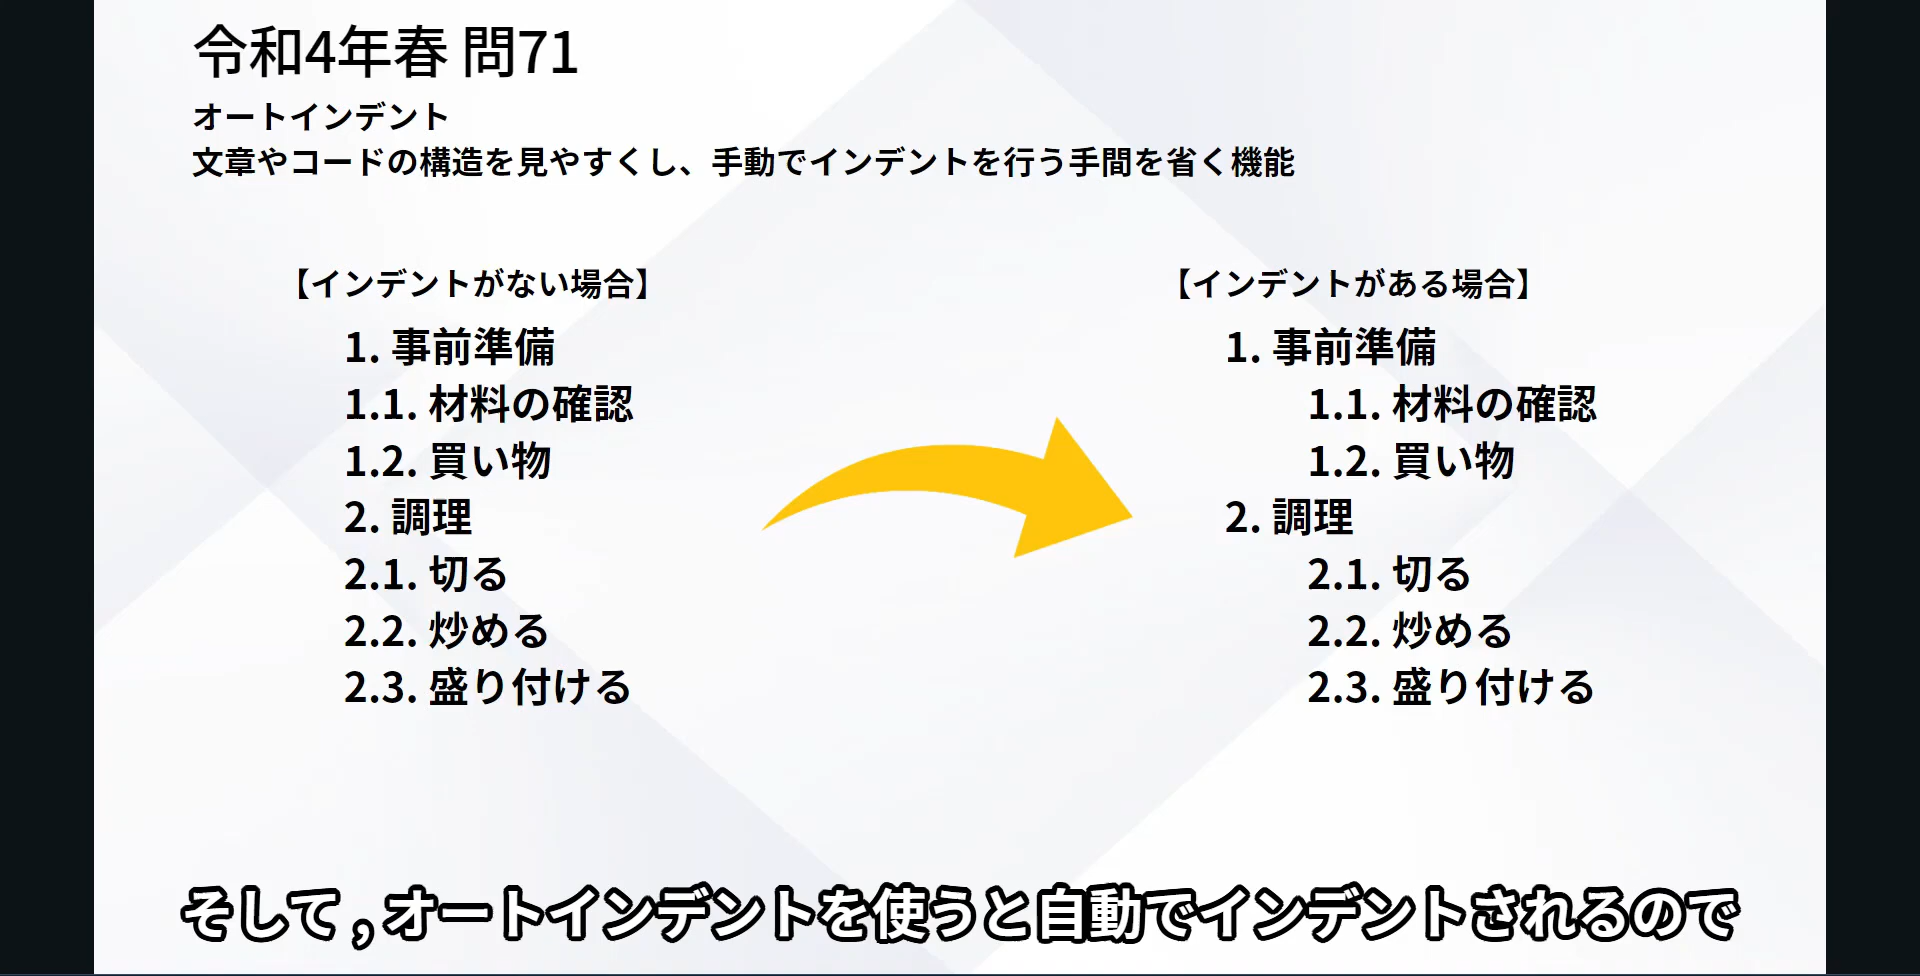 令和4年春 問71
オートインデント
文章やコードの構造を見やすくし、手動でインデントを行う手間を省く機能
【インデントがない場合】
1. 事前準備
1.1. 材料の確認
1.2. 買い物
2. 調理
2.1. 切る
2.2. 炒める
2.3. 盛り付ける
【インデントがある場合】
1. 事前準備
1.1. 材料の確認
1.2. 買い物
2. 調理
2.1. 切る
2.2. 炒める
2.3. 盛り付ける
そして，オートインデントを使うと自動でインデントされるので